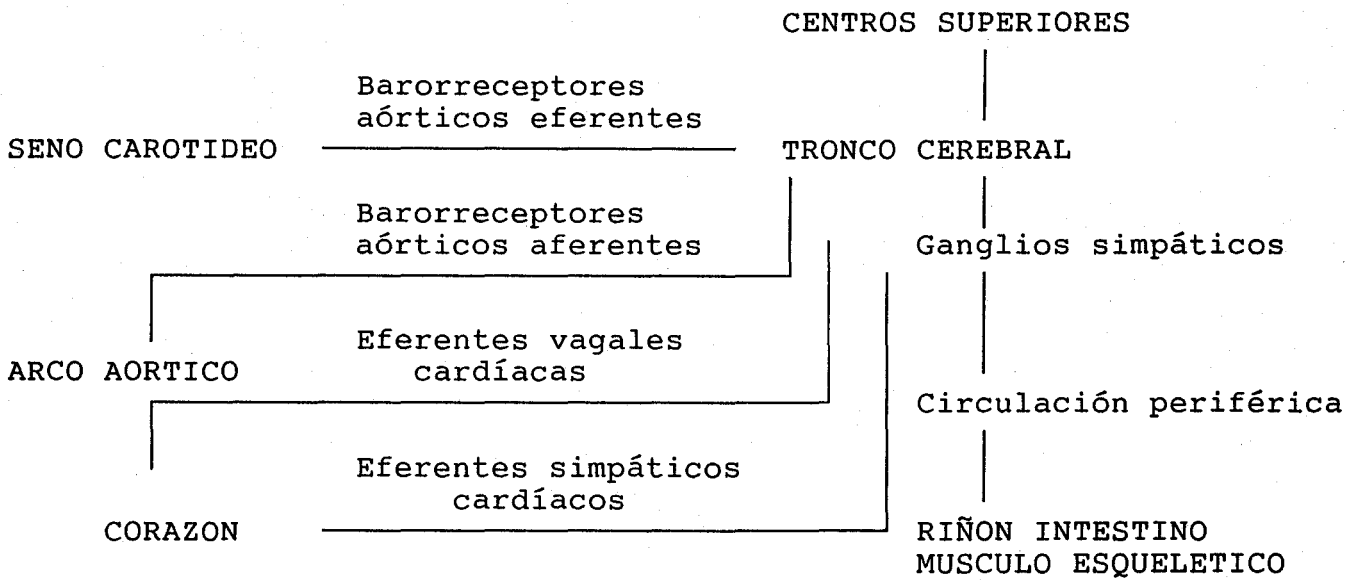 CENTROS SUPERIORES
Barorreceptores
aórticos eferentes
SENO CAROTIDEO
TRONCO CEREBRAL
Barorreceptores
aórticos aferentes
Ganglios simpáticos
Eferentes vagales
cardíacas
ARCO AORTICO
Circulación periférica
Eferentes simpáticos
cardíacos
CORAZON
RIÑON INTESTINO
MUSCULO ESQUELETICO